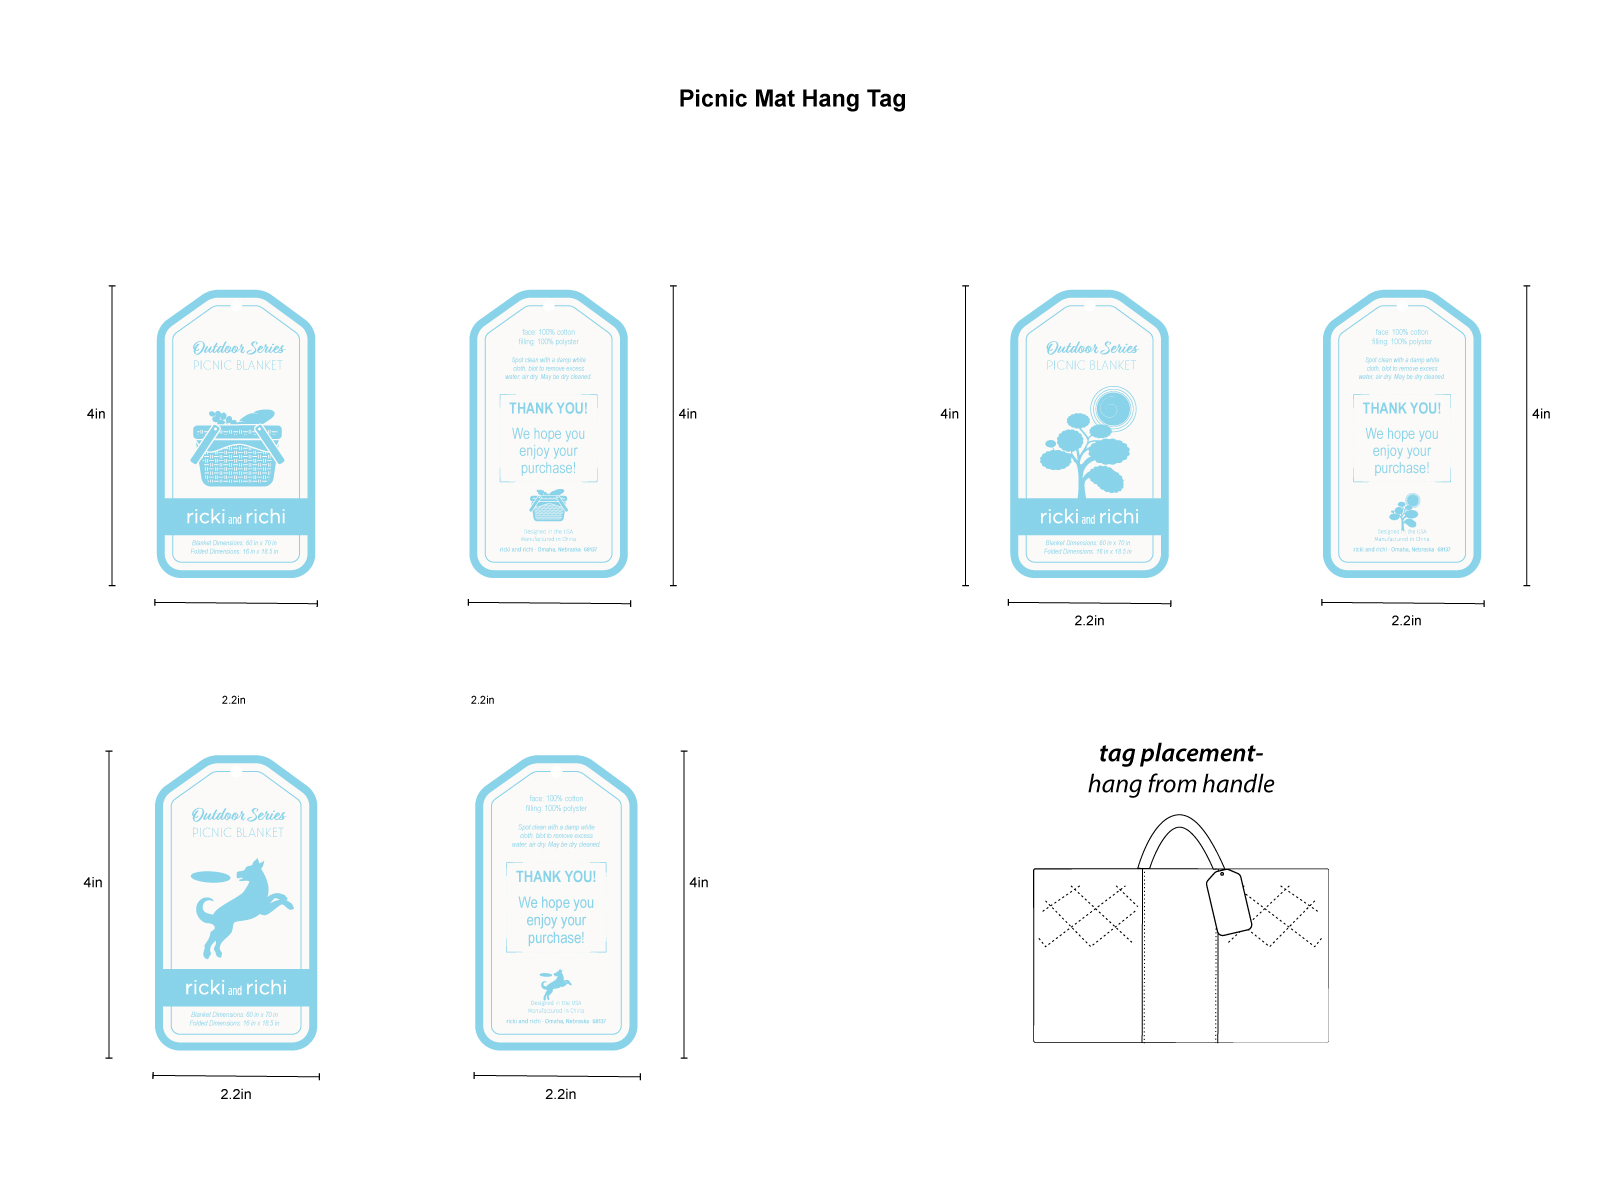 Picnic Mat Hang Tag
4in
Outdoor Series
PICNIC BLANKET
ricki and richi
Blanket Dimensions: 60 in x 70 in
Folded Dimensions: 16 in x 18.5 in
2.2in
face: 100% cotton
filling: 100% polyster
Spot clean with a damp white
cloth, blot to remove excess
water, air dry. May be dry cleaned.
THANK YOU!
We hope you
enjoy your
purchase!
Designed in the USA
Manufactured in China
ricki and richi - Omaha, Nebraska 68137
4in
2.2in
4in
Outdoor Series
PICNIC BLANKET
ricki and richi
Blanket Dimensions: 60 in x 70 in
Folded Dimensions: 16 in x 18.5 in
2.2in
face: 100% cotton
filling: 100% polyster
Spot clean with a damp white
cloth, blot to remove excess
water, air dry. May be dry cleaned.
THANK YOU!
We hope you
enjoy your
purchase!
Designed in the USA
Manufactured in China
ricki and richi - Omaha, Nebraska 68137
4in
2.2in
4in
Outdoor Series
PICNIC BLANKET
ricki and richi
Blanket Dimensions: 60 in x 70 in
Folded Dimensions: 16 in x 18.5 in
2.2in
face: 100% cotton
filling: 100% polyster
Spot clean with a damp white
cloth, blot to remove excess
water, air dry. May be dry cleaned.
THANK YOU!
We hope you
enjoy your
purchase!
Designed in the USA
Manufactured in China
ricki and richi - Omaha, Nebraska 68137
4in
2.2in
tag placement-
hang from handle